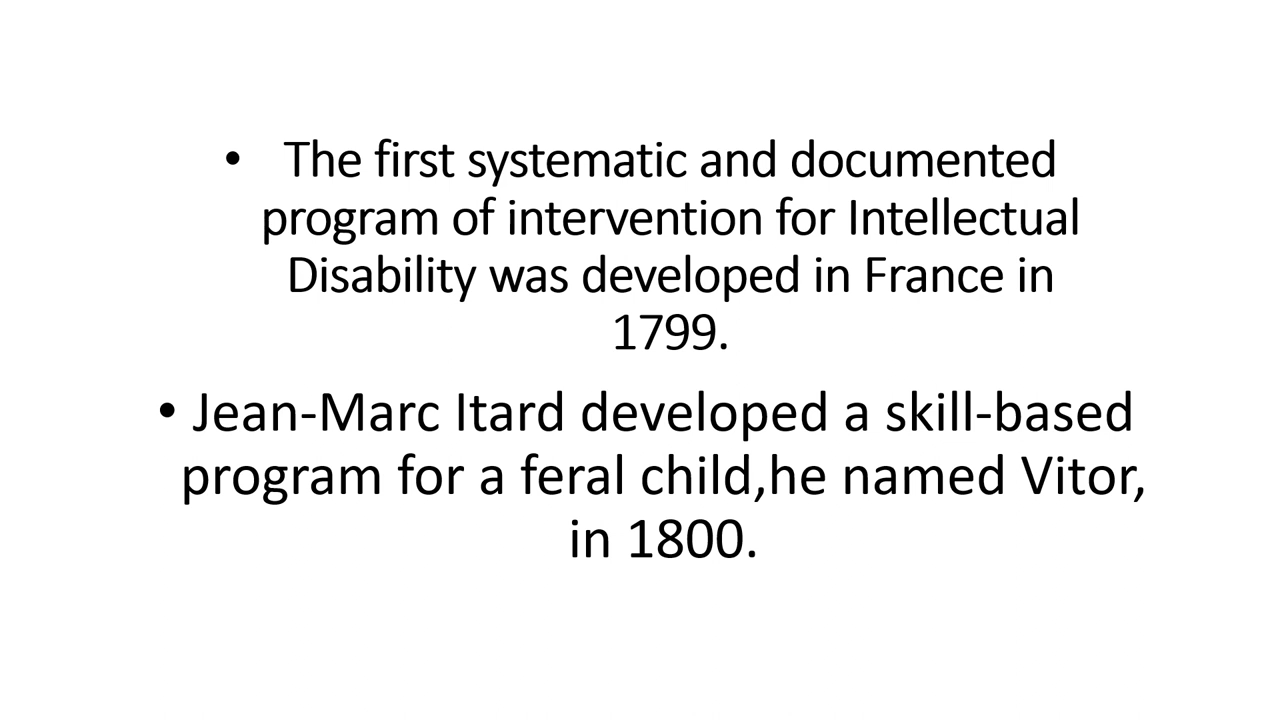 • The first systematic and documented
program of intervention for Intellectual
Disability was developed in France in
1799.
• Jean-Marc Itard developed a skill-based
program for a feral child,he named Vitor,
in 1800.